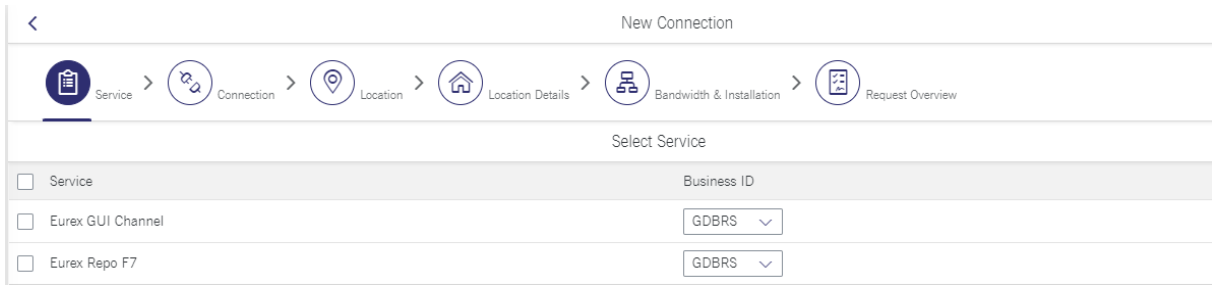 New Connection
Service Connection Location Location Details Bandwidth & Installation Request Overview
Select Service
Service Business ID
Eurex GUI Channel GDBRS
Eurex Repo F7 GDBRS